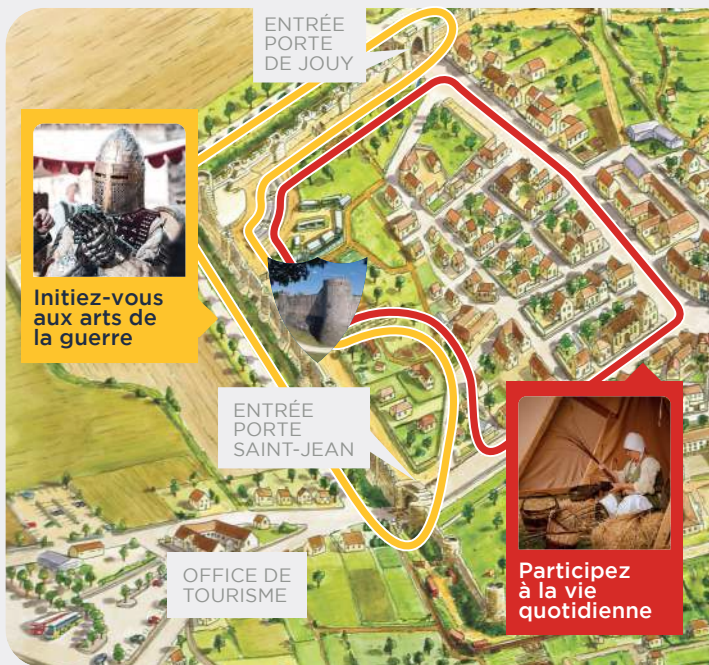 ENTRÉE
PORTE
DE JOUY
Initiez-vous
aux arts de
la guerre
ENTRÉE
PORTE
SAINT-JEAN
OFFICE DE
TOURISME
Participez
à la vie
quotidienne